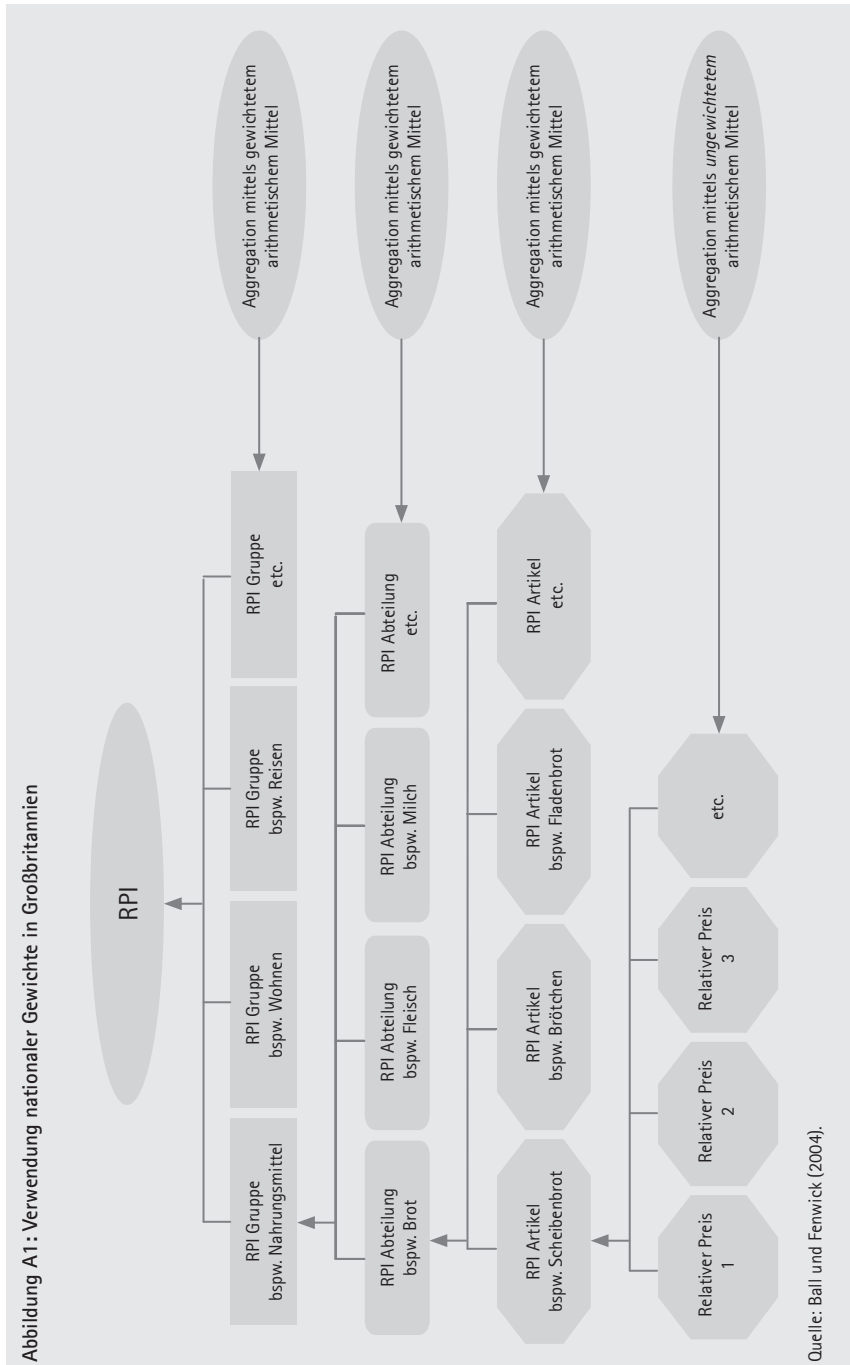 Abbildung A1: Verwendung nationaler Gewichte in Großbritannien
RPI
RPI Gruppe
bspw. Nahrungsmittel
RPI Gruppe
bspw. Wohnen
RPI Gruppe
bspw. Reisen
RPI Gruppe
etc.
Aggregation mittels gewichtetem
arithmetischem Mittel
RPI Abteilung
bspw. Brot
RPI Abteilung
bspw. Fleisch
RPI Abteilung
bspw. Milch
RPI Abteilung
etc.
Aggregation mittels gewichtetem
arithmetischem Mittel
RPI Artikel
bspw. Scheibenbrot
RPI Artikel
bspw. Brötchen
RPI Artikel
bspw. Fladenbrot
RPI Artikel
etc.
Aggregation mittels gewichtetem
arithmetischem Mittel
Relativer Preis
1
Relativer Preis
2
Relativer Preis
3
etc.
Aggregation mittels ungewichtetem
arithmetischem Mittel
Quelle: Ball und Fenwick (2004).